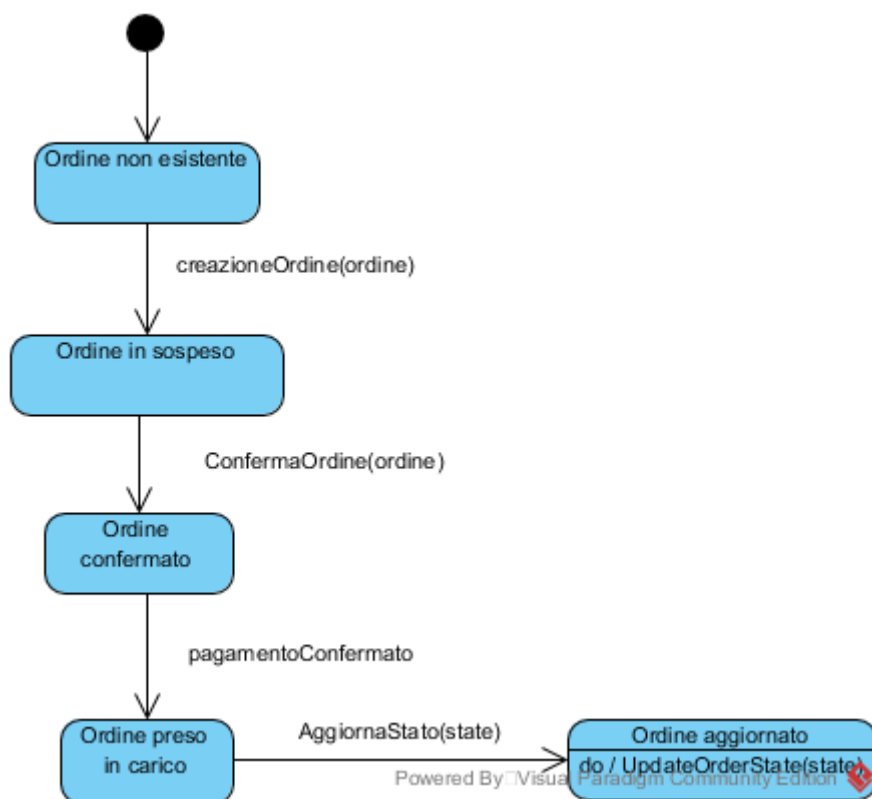 Ordine non esistente
creazioneOrdine(ordine)
Ordine in sospeso
ConfermaOrdine(ordine)
Ordine
confermato
pagamentoConfermato
Ordine preso
in carico
AggiornaStato(state)
Ordine aggiornato
do / UpdateOrderState(state)
Powered By Visual Paradigm Community Edition